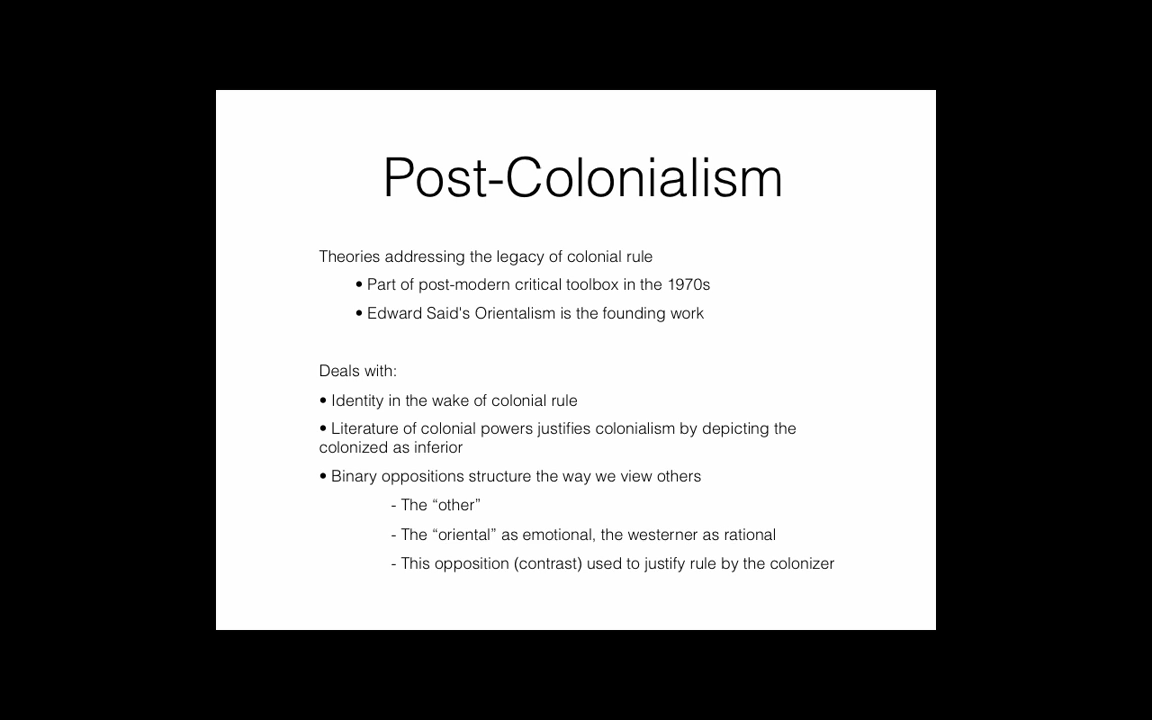 Post-Colonialism
Theories addressing the legacy of colonial rule
• Part of post-modern critical toolbox in the 1970s
• Edward Said's Orientalism is the founding work
Deals with:
• Identity in the wake of colonial rule
• Literature of colonial powers justifies colonialism by depicting the
colonized as inferior
• Binary oppositions structure the way we view others
- The “other”
- The “oriental” as emotional, the westerner as rational
- This opposition (contrast) used to justify rule by the colonizer